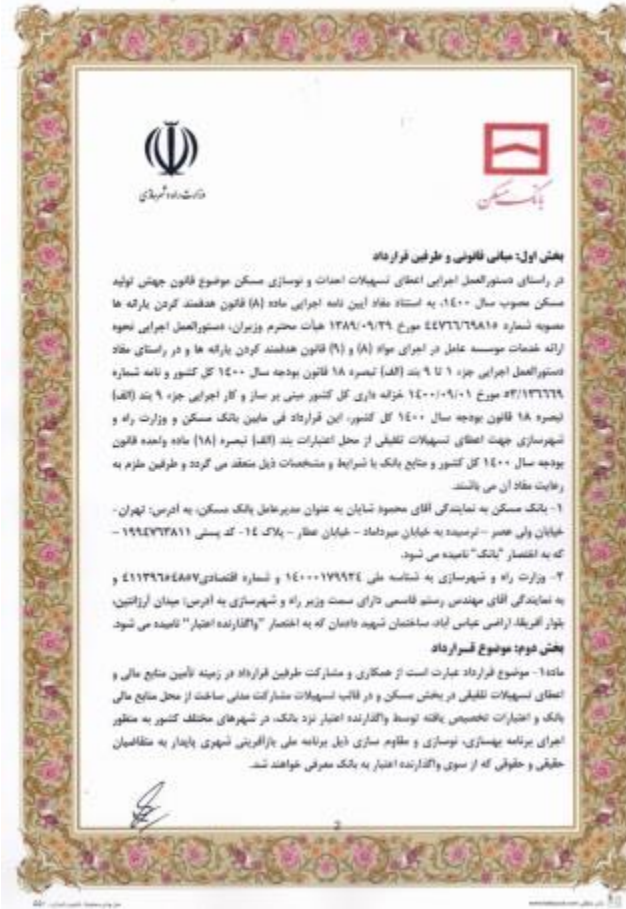 وزارت راه و شهرسازی
بانک مسکن
بخش اول: مبانی قانونی و طرفین قرارداد
در راستای دستورالعمل اجرایی اعطای تسهیلات احداث و نوسازی مسکن موضوع قانون جهش تولید
مسکن مصوب سال ۱۴۰۰، به استناد مفاد آیین نامه اجرایی ماده (۸) قانون هدفمند کردن یارانه ها
مصوبه شماره ۴۴۷۶۶/۶۹۸۱۵ مورخ ۱۳۸۹/۰۹/۲۹ هیأت محترم وزیران، دستورالعمل اجرایی نحوه
ارائه خدمات موسسه عامل در اجرای مواد (۸) و (۹) قانون هدفمند کردن یارانه ها و در راستای مفاد
دستورالعمل اجرایی جزء ۱ تا ۹ بند (الف) تبصره ۱۸ قانون بودجه سال ۱۴۰۰ کل کشور و نامه شماره
۵۳/۱۳۶۶۶۹ مورخ ۱۴۰۰/۰۹/۰۱ خزانه داری کل کشور مبنی بر ساز و کار اجرایی جزء ۹ بند (الف)
تبصره ۱۸ قانون بودجه سال ۱۴۰۰ کل کشور، این قرارداد فی مابین بانک مسکن و وزارت راه و
شهرسازی جهت اعطای تسهیلات تلفیقی از محل اعتبارات بند (الف) تبصره (۱۸) ماده واحده قانون
بودجه سال ۱۴۰۰ کل کشور و منابع بانک با شرایط و مشخصات ذیل منعقد می گردد و طرفین ملزم به
رعایت مفاد آن می باشند.
۱- بانک مسکن به نمایندگی آقای محمود شایان به عنوان مدیرعامل بانک مسکن، به آدرس: تهران-
خیابان ولی عصر – نرسیده به خیابان میرداماد – خیابان عطار – پلاک ۱۴- کد پستی ۱۹۹۴۷۶۳۸۱۱ –
که به اختصار "بانک" نامیده می شود.
۲- وزارت راه و شهرسازی به شناسه ملی ۱۴۰۰۰۱۷۹۹۲۴ و شماره اقتصادی ۴۱۱۳۹۶۵۴۸۵۷ و
به نمایندگی آقای مهندس رستم قاسمی دارای سمت وزیر راه و شهرسازی به آدرس: میدان آرژانتین،
بلوار آفریقا، اراضی عباس آباد، ساختمان شهید دادمان که به اختصار "واگذارنده اعتبار" نامیده می شود.
بخش دوم: موضوع قــرارداد
ماده۱- موضوع قرارداد عبارت است از همکاری و مشارکت طرفین قرارداد در زمینه تأمین منابع مالی و
اعطای تسهیلات تلفیقی در بخش مسکن و در قالب تسهیلات مشارکت مدنی ساخت از محل منابع مالی
بانک و اعتبارات تخصیص یافته توسط واگذارنده اعتبار نزد بانک، در شهرهای مختلف کشور به منظور
اجرای برنامه بهسازی، نوسازی و مقاوم سازی ذیل برنامه ملی بازآفرینی شهری پایدار به متقاضیان
حقیقی و حقوقی که از سوی واگذارنده اعتبار به بانک معرفی خواهند شد.
2